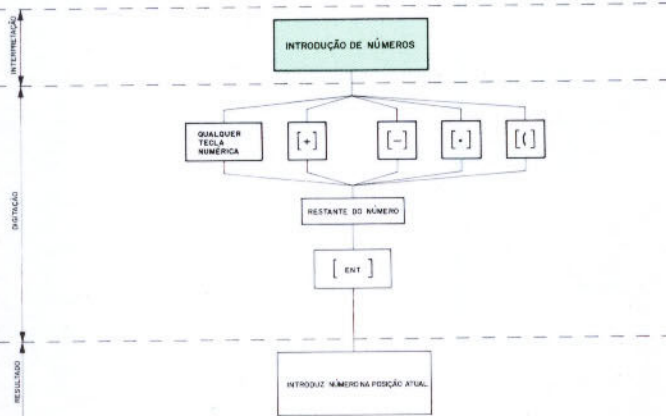 INTERPRETAÇÃO
INTRODUÇÃO DE NÚMEROS
DIGITAÇÃO
QUALQUER
TECLA
NUMÉRICA
[+]
[-]
[•]
[(]
RESTANTE DO NÚMERO
[ ENT ]
RESULTADO
INTRODUZ NÚMERO NA POSIÇÃO ATUAL